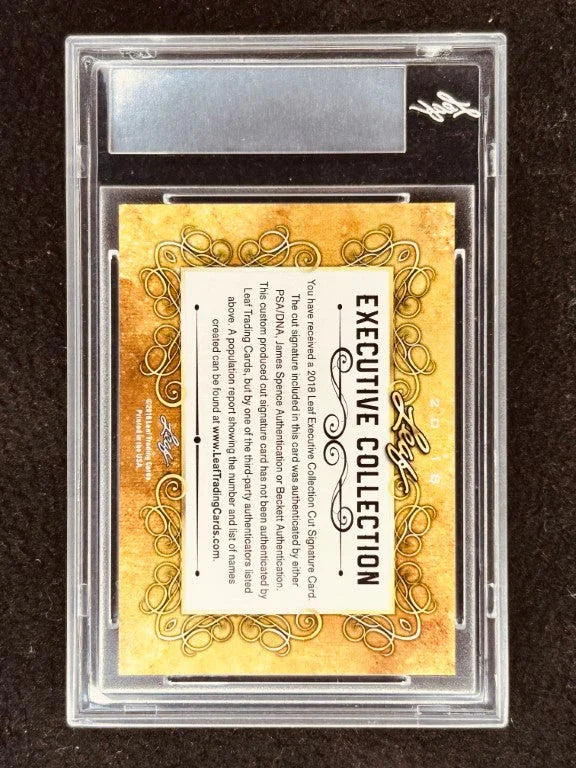 Leaf
2018
Leaf
EXECUTIVE COLLECTION
You have received a 2018 Leaf Executive Collection Cut Signature Card.
The cut signature included in this card was authenticated by either
PSA/DNA, James Spence Authentication or Beckett Authentication.
This custom produced cut signature card has not been authenticated by
Leaf Trading Cards, but by one of the third-party authenticators listed
above. A population report showing the number and list of names
created can be found at www.LeafTradingCards.com.
Leaf
©2018 Leaf Trading Cards
Printed in the USA.